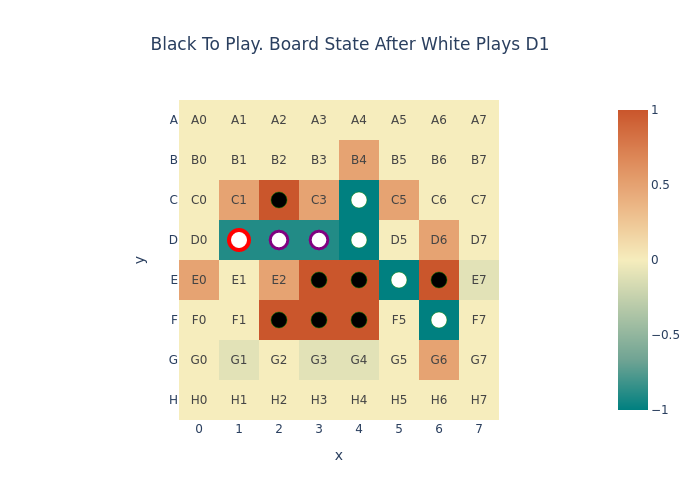 Black To Play. Board State After White Plays D1
A A0 A1 A2 A3 A4 A5 A6 A7
B B0 B1 B2 B3 B4 B5 B6 B7
C C0 C1 C3 C5 C6 C7
D D0 D5 D6 D7
E E0 E1 E2 E7
F F0 F1 F5 F7
G G0 G1 G2 G3 G4 G5 G6 G7
H H0 H1 H2 H3 H4 H5 H6 H7
0 1 2 3 4 5 6 7
x
y
1
0.5
0
−0.5
−1